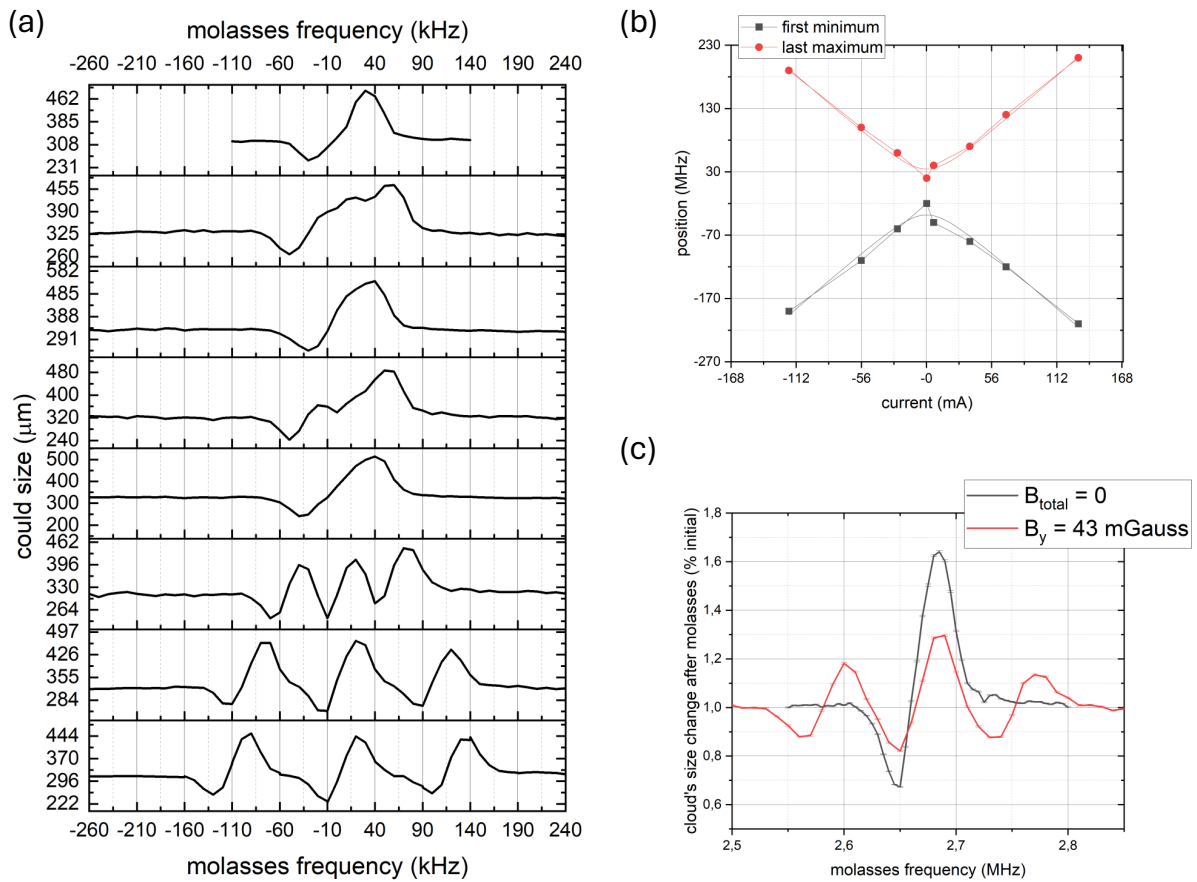 (a)
molasses frequency (kHz)
-260 -210 -160 -110 -60 -10 40 90 140 190 240
could size (μm)
462
385
308
231
455
390
325
260
582
485
388
291
480
400
320
240
500
400
300
200
462
396
330
264
497
426
355
284
444
370
296
222
-260 -210 -160 -110 -60 -10 40 90 140 190 240
molasses frequency (kHz)
(b)
first minimum
last maximum
position (MHz)
230
130
30
-70
-170
-270
-168 -112 -56 -0 56 112 168
current (mA)
(c)
B_total = 0
B_y = 43 mGauss
cloud's size change after molasses (% initial)
1,8
1,6
1,4
1,2
1,0
0,8
0,6
2,5 2,6 2,7 2,8
molasses frequency (MHz)